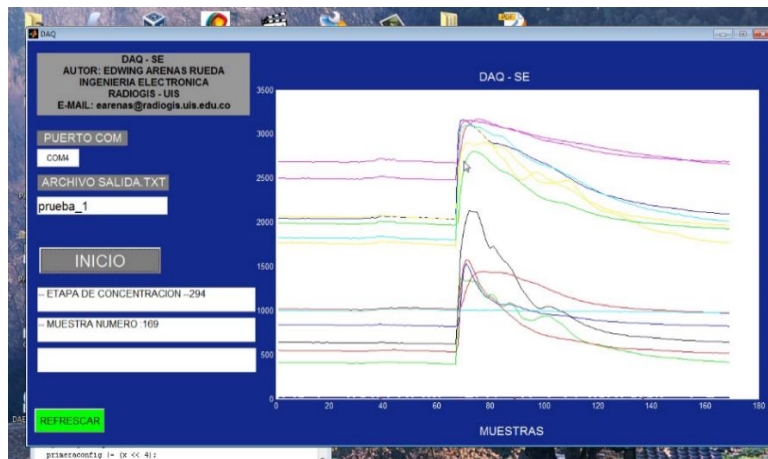 DAQ
DAQ - SE
AUTOR: EDWING ARENAS RUEDA
INGENIERIA ELECTRONICA
RADIOGIS - UIS
E-MAIL: earenas@radiogis.uis.edu.co
PUERTO COM
COM4
ARCHIVO SALIDA.TXT
prueba_1
INICIO
-- ETAPA DE CONCENTRACION --294
-- MUESTRA NUMERO :169
REFRESCAR
DAQ - SE
3500
3000
2500
2000
1500
1000
500
0
0 20 40 60 80 100 120 140 160 180
MUESTRAS
PDF
primeraconfig |= (x << 4);